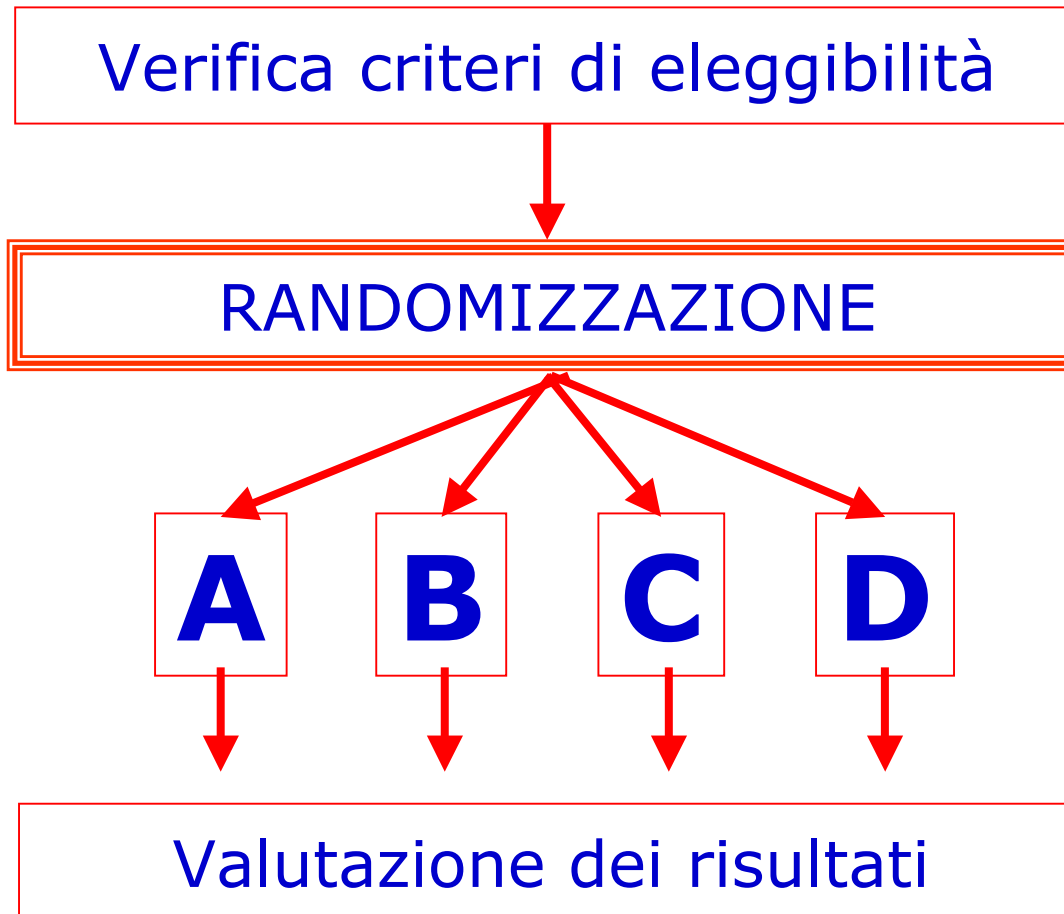 Verifica criteri di eleggibilità
RANDOMIZZAZIONE
A B C D
Valutazione dei risultati